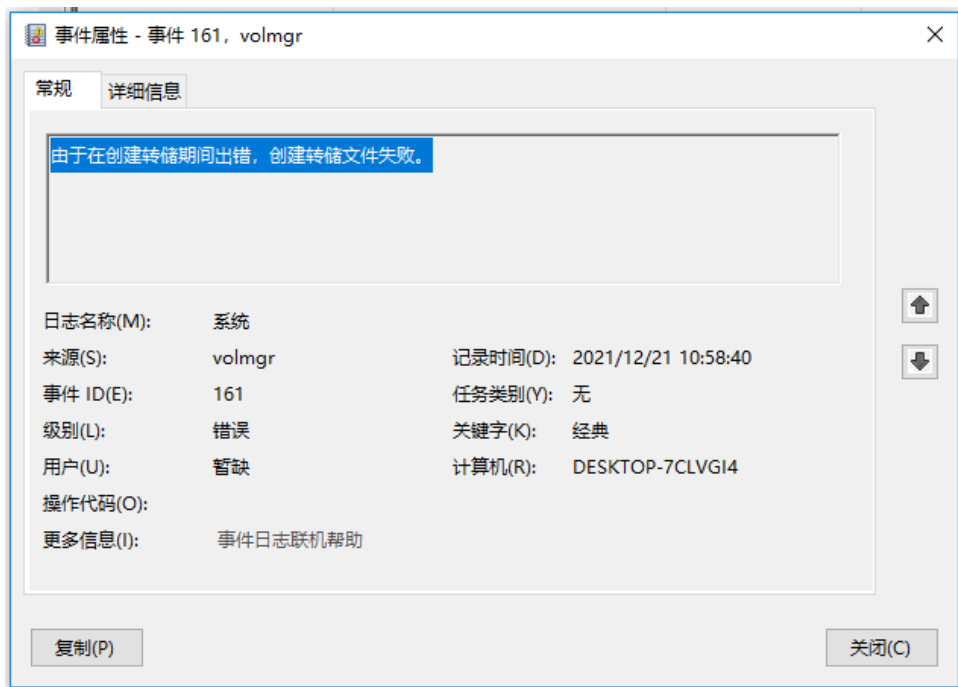 事件属性 - 事件 161，volmgr
常规 详细信息
由于在创建转储期间出错，创建转储文件失败。
日志名称(M): 系统
来源(S): volmgr 记录时间(D): 2021/12/21 10:58:40
事件 ID(E): 161 任务类别(Y): 无
级别(L): 错误 关键字(K): 经典
用户(U): 暂缺 计算机(R): DESKTOP-7CLVGI4
操作代码(O):
更多信息(I): 事件日志联机帮助
复制(P) 关闭(C)